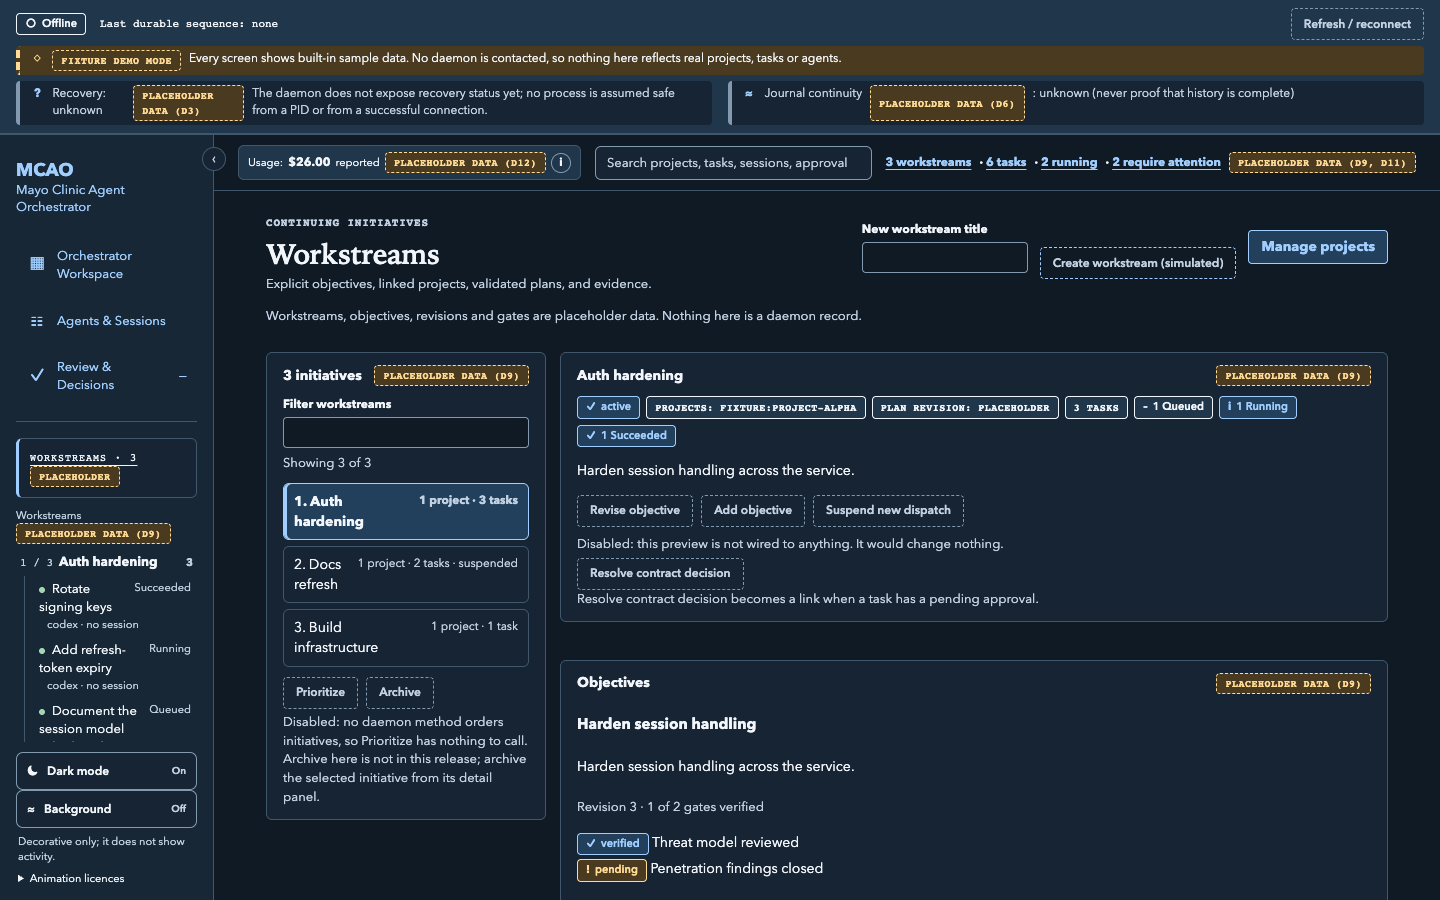 Offline
Last durable sequence: none
Refresh / reconnect
FIXTURE DEMO MODE
Every screen shows built-in sample data. No daemon is contacted, so nothing here reflects real projects, tasks or agents.
? Recovery: unknown
PLACEHOLDER DATA (D3)
The daemon does not expose recovery status yet; no process is assumed safe
from a PID or from a successful connection.
≈ Journal continuity PLACEHOLDER DATA (D6) : unknown (never proof that history is complete)
MCAO
Mayo Clinic Agent
Orchestrator
Orchestrator
Workspace
Agents & Sessions
Review &
Decisions –
WORKSTREAMS · 3
PLACEHOLDER
Workstreams
PLACEHOLDER DATA (D9)
1 / 3 Auth hardening 3
Rotate signing keys Succeeded
codex · no session
Add refresh-token expiry Running
codex · no session
Document the session model Queued
Dark mode On
≈ Background Off
Decorative only; it does not show
activity.
Animation licences
‹
Usage: $26.00 reported PLACEHOLDER DATA (D12) i
Search projects, tasks, sessions, approval
3 workstreams · 6 tasks · 2 running · 2 require attention PLACEHOLDER DATA (D9, D11)
CONTINUING INITIATIVES
Workstreams
Explicit objectives, linked projects, validated plans, and evidence.
New workstream title
Create workstream (simulated)
Manage projects
Workstreams, objectives, revisions and gates are placeholder data. Nothing here is a daemon record.
3 initiatives PLACEHOLDER DATA (D9)
Filter workstreams
Showing 3 of 3
1. Auth hardening 1 project · 3 tasks
2. Docs refresh 1 project · 2 tasks · suspended
3. Build infrastructure 1 project · 1 task
Prioritize
Archive
Disabled: no daemon method orders
initiatives, so Prioritize has nothing to call.
Archive here is not in this release; archive
the selected initiative from its detail
panel.
Auth hardening PLACEHOLDER DATA (D9)
✓ active PROJECTS: FIXTURE:PROJECT-ALPHA PLAN REVISION: PLACEHOLDER 3 TASKS – 1 Queued i 1 Running
✓ 1 Succeeded
Harden session handling across the service.
Revise objective
Add objective
Suspend new dispatch
Disabled: this preview is not wired to anything. It would change nothing.
Resolve contract decision
Resolve contract decision becomes a link when a task has a pending approval.
Objectives PLACEHOLDER DATA (D9)
Harden session handling
Harden session handling across the service.
Revision 3 · 1 of 2 gates verified
✓ verified Threat model reviewed
! pending Penetration findings closed